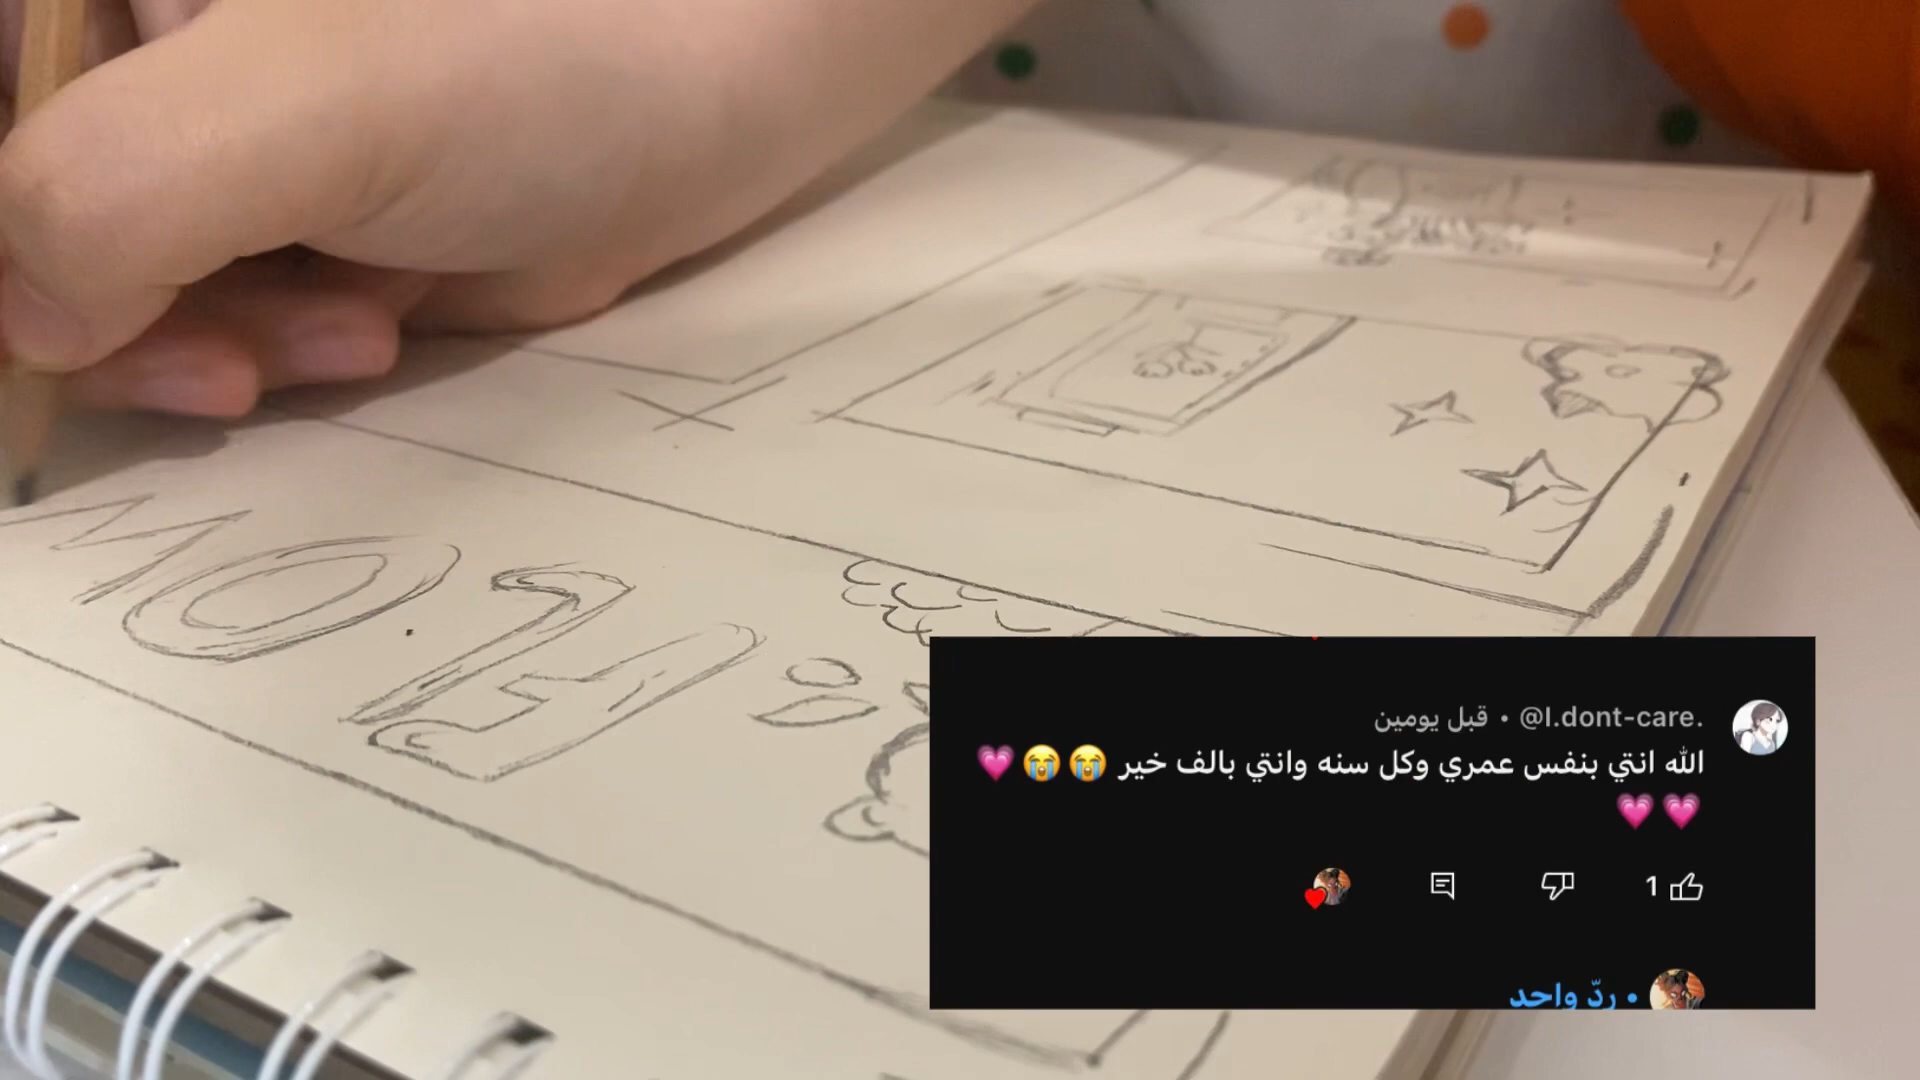 @I.dont-care. • قبل يومين
الله انتي بنفس عمري وكل سنه وانتي بالف خير 😭😭💗
💗💗
1
• ردّ واحد